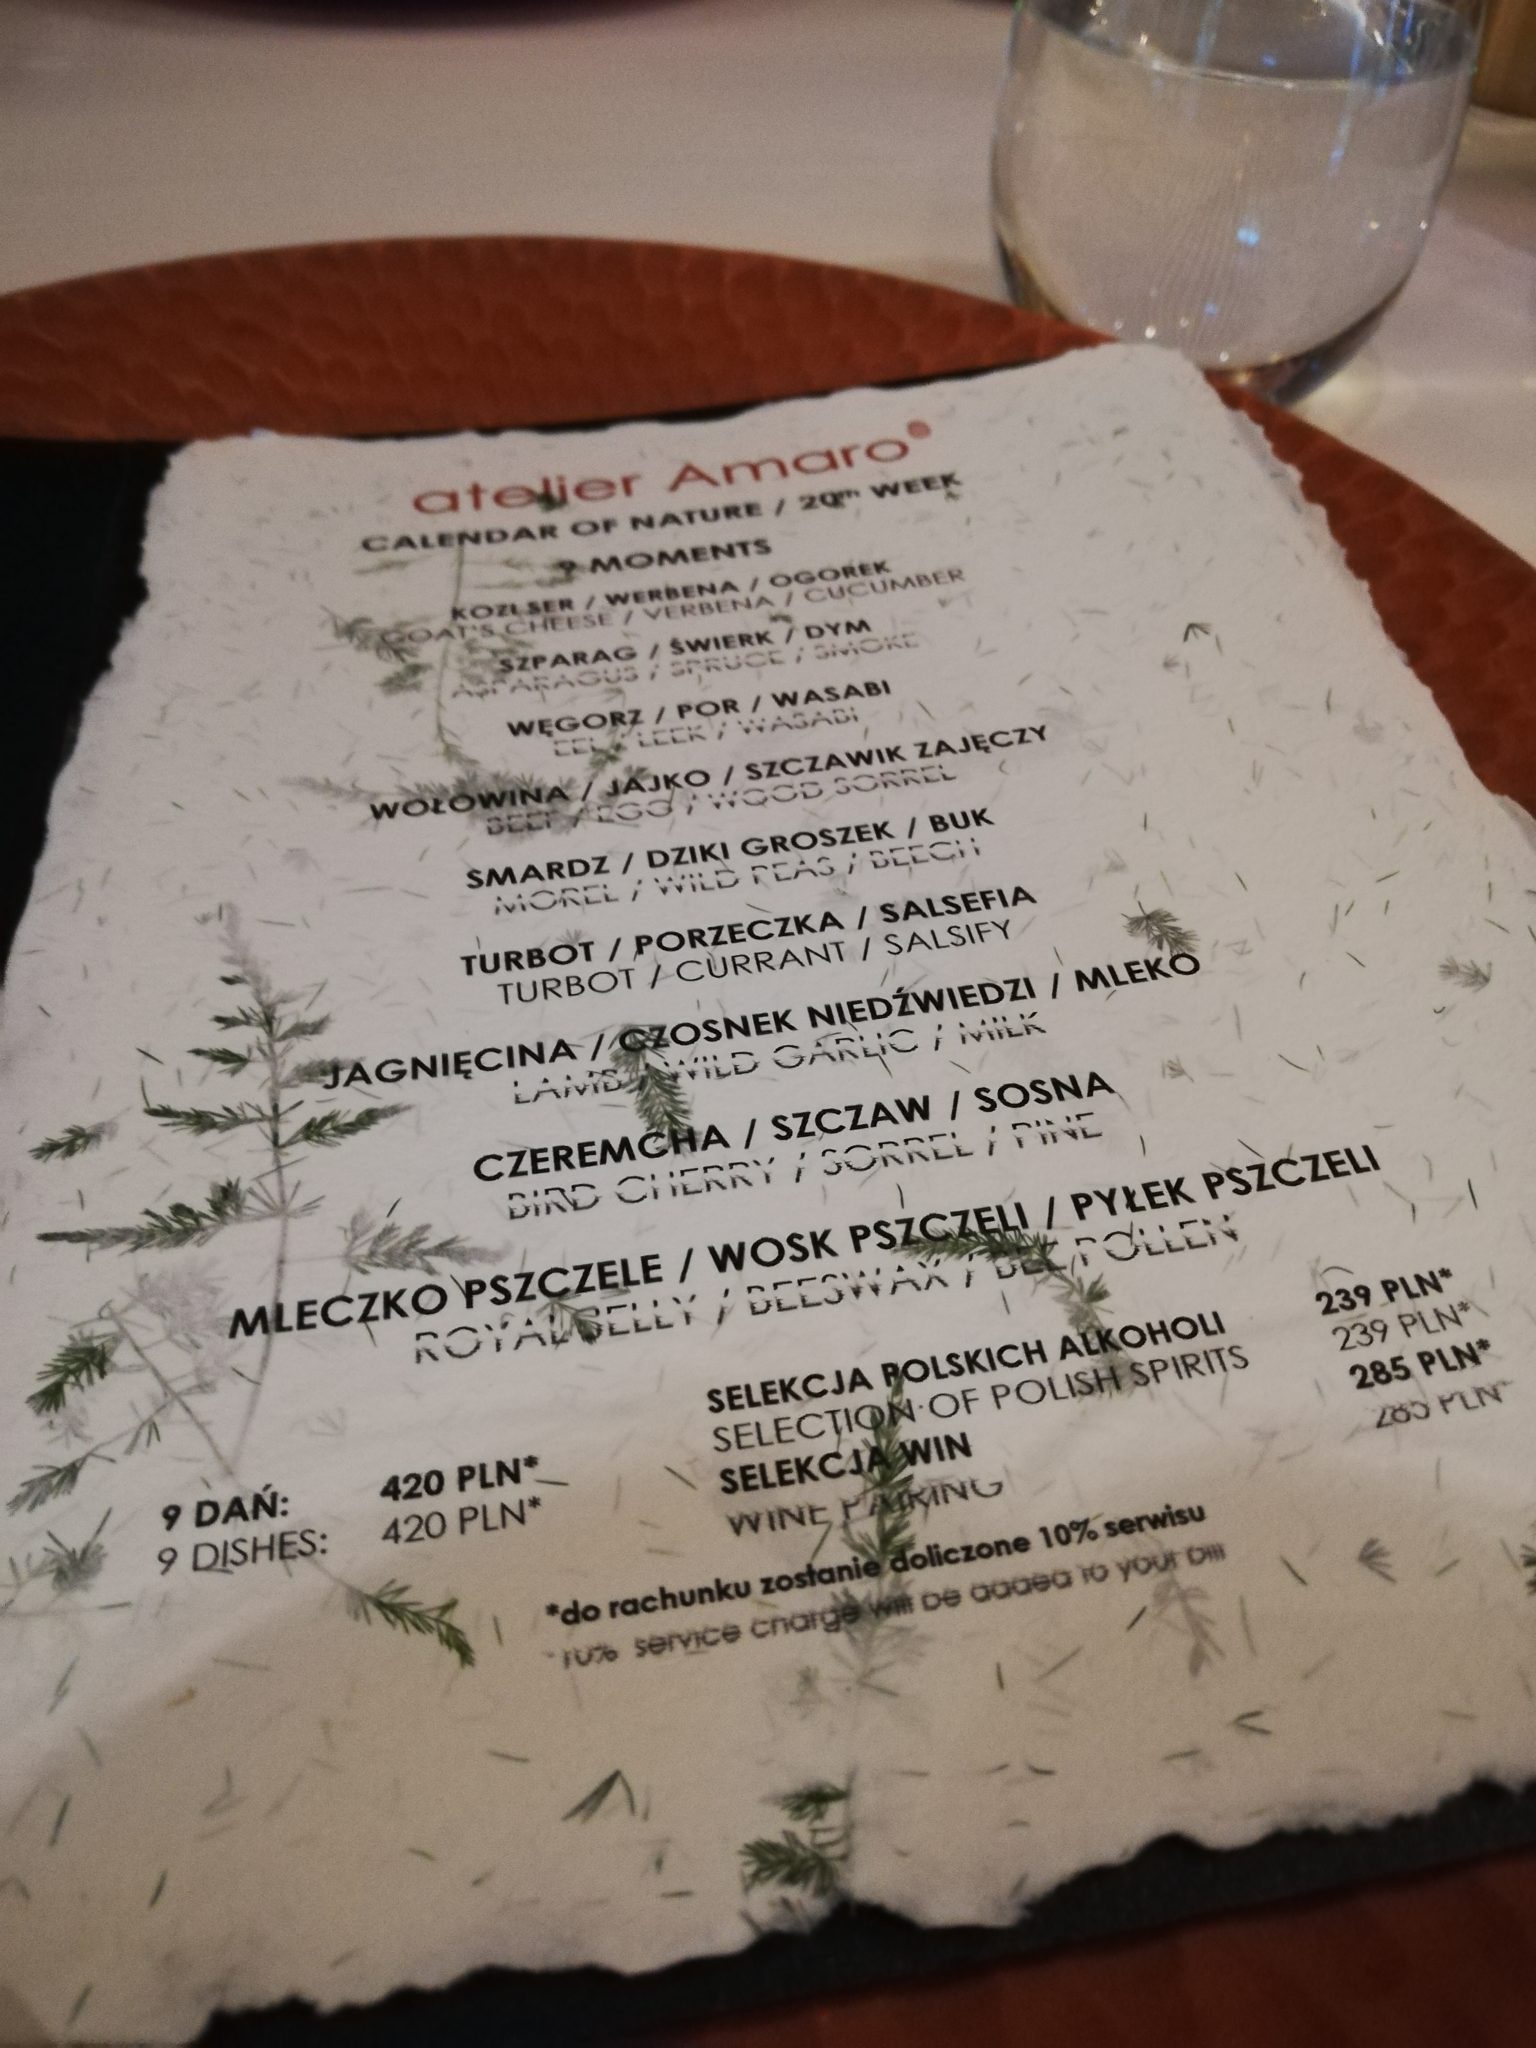 atelier Amaro®
CALENDAR OF NATURE / 20TH WEEK
9 MOMENTS
KOZI SER / WERBENA / OGÓREK
GOAT'S CHEESE / VERBENA / CUCUMBER
SZPARAG / ŚWIERK / DYM
ASPARAGUS / SPRUCE / SMOKE
WĘGORZ / POR / WASABI
EEL / LEEK / WASABI
WOŁOWINA / JAJKO / SZCZAWIK ZAJĘCZY
BEEF / EGG / WOOD SORREL
SMARDZ / DZIKI GROSZEK / BUK
MOREL / WILD PEAS / BEECH
TURBOT / PORZECZKA / SALSEFIA
TURBOT / CURRANT / SALSIFY
JAGNIĘCINA / CZOSNEK NIEDŹWIEDZI / MLEKO
LAMB / WILD GARLIC / MILK
CZEREMCHA / SZCZAW / SOSNA
BIRD CHERRY / SORREL / PINE
MLECZKO PSZCZELE / WOSK PSZCZELI / PYŁEK PSZCZELI
ROYAL BELLY / BEESWAX / BEE POLLEN
9 DAŃ: 420 PLN*
9 DISHES: 420 PLN*
SELEKCJA POLSKICH ALKOHOLI 239 PLN*
SELECTION OF POLISH SPIRITS 239 PLN*
SELEKCJA WIN 285 PLN*
WINE PAIRING 285 PLN*
*do rachunku zostanie doliczone 10% serwisu
*10% service charge will be added to your bill